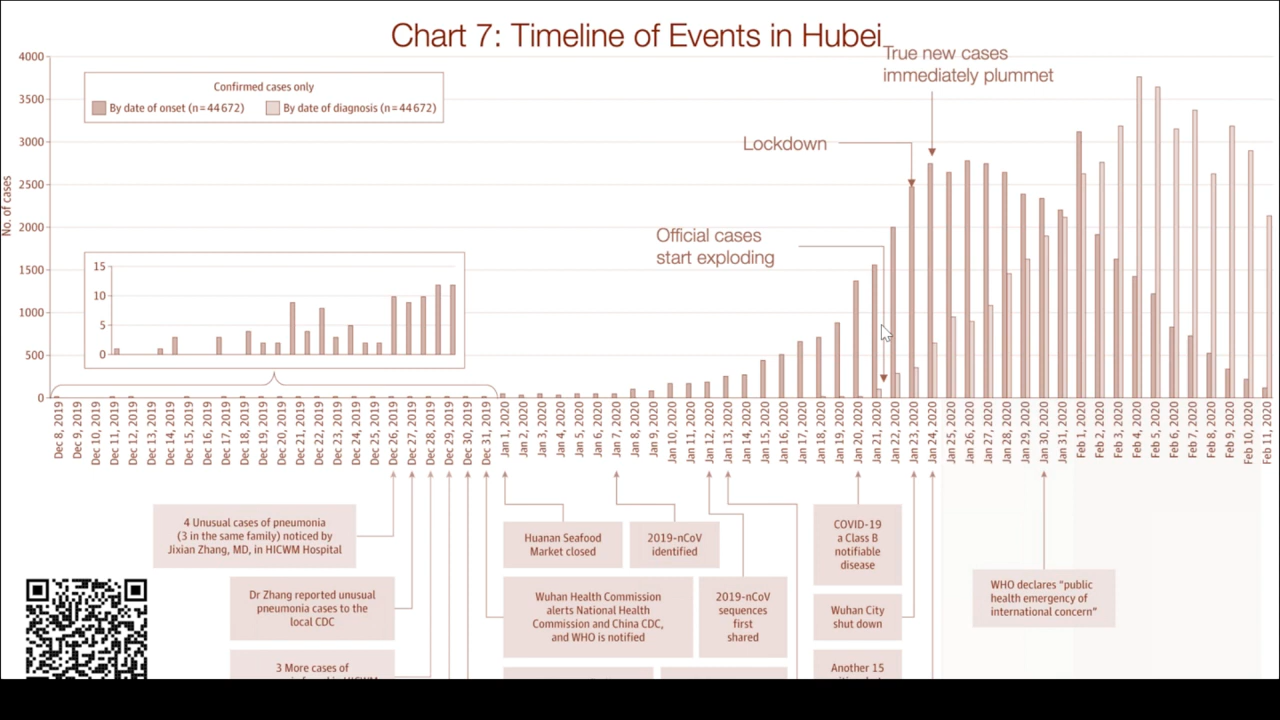 Chart 7: Timeline of Events in Hubei
True new cases
immediately plummet
Confirmed cases only
By date of onset (n=44 672)
By date of diagnosis (n=44 672)
Lockdown
Official cases
start exploding
No. of cases
4000
3500
3000
2500
2000
1500
1000
500
0
15
10
5
0
Dec 8, 2019
Dec 9, 2019
Dec 10, 2019
Dec 11, 2019
Dec 12, 2019
Dec 13, 2019
Dec 14, 2019
Dec 15, 2019
Dec 16, 2019
Dec 17, 2019
Dec 18, 2019
Dec 19, 2019
Dec 20, 2019
Dec 21, 2019
Dec 22, 2019
Dec 23, 2019
Dec 24, 2019
Dec 25, 2019
Dec 26, 2019
Dec 27, 2019
Dec 28, 2019
Dec 29, 2019
Dec 30, 2019
Dec 31, 2019
Jan 1, 2020
Jan 2, 2020
Jan 3, 2020
Jan 4, 2020
Jan 5, 2020
Jan 6, 2020
Jan 7, 2020
Jan 8, 2020
Jan 9, 2020
Jan 10, 2020
Jan 11, 2020
Jan 12, 2020
Jan 13, 2020
Jan 14, 2020
Jan 15, 2020
Jan 16, 2020
Jan 17, 2020
Jan 18, 2020
Jan 19, 2020
Jan 20, 2020
Jan 21, 2020
Jan 22, 2020
Jan 23, 2020
Jan 24, 2020
Jan 25, 2020
Jan 26, 2020
Jan 27, 2020
Jan 28, 2020
Jan 29, 2020
Jan 30, 2020
Jan 31, 2020
Feb 1, 2020
Feb 2, 2020
Feb 3, 2020
Feb 4, 2020
Feb 5, 2020
Feb 6, 2020
Feb 7, 2020
Feb 8, 2020
Feb 9, 2020
Feb 10, 2020
Feb 11, 2020
4 Unusual cases of pneumonia
(3 in the same family) noticed by
Jixian Zhang, MD, in HICWM Hospital
Dr Zhang reported unusual
pneumonia cases to the
local CDC
3 More cases of
Huanan Seafood
Market closed
2019-nCoV
identified
Wuhan Health Commission
alerts National Health
Commission and China CDC,
and WHO is notified
2019-nCoV
sequences
first
shared
COVID-19
a Class B
notifiable
disease
Wuhan City
shut down
Another 15
WHO declares "public
health emergency of
international concern"